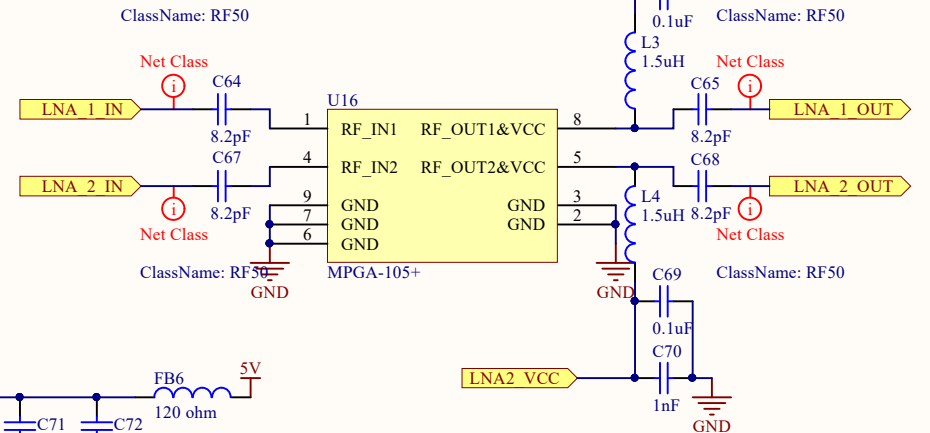 ClassName: RF50
0.1uF
ClassName: RF50
L3
1.5uH
Net Class
i
C64
Net Class
i
C65
LNA_1_IN
U16
LNA_1_OUT
8.2pF
1
RF_IN1
RF_OUT1&VCC
8
8.2pF
C67
4
RF_IN2
RF_OUT2&VCC
5
C68
LNA_2_IN
LNA_2_OUT
8.2pF
i
Net Class
9
GND
7
GND
6
GND
GND
3
GND
2
L4
1.5uH
8.2pF
i
Net Class
ClassName: RF50
GND
MPGA-105+
GND
C69
ClassName: RF50
0.1uF
C70
LNA2_VCC
1nF
GND
5V
FB6
120 ohm
C71
C72